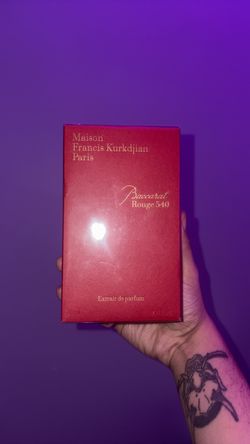 Maison
Francis Kurkdjian
Paris
Baccarat
Rouge 540
Extrait de parfum